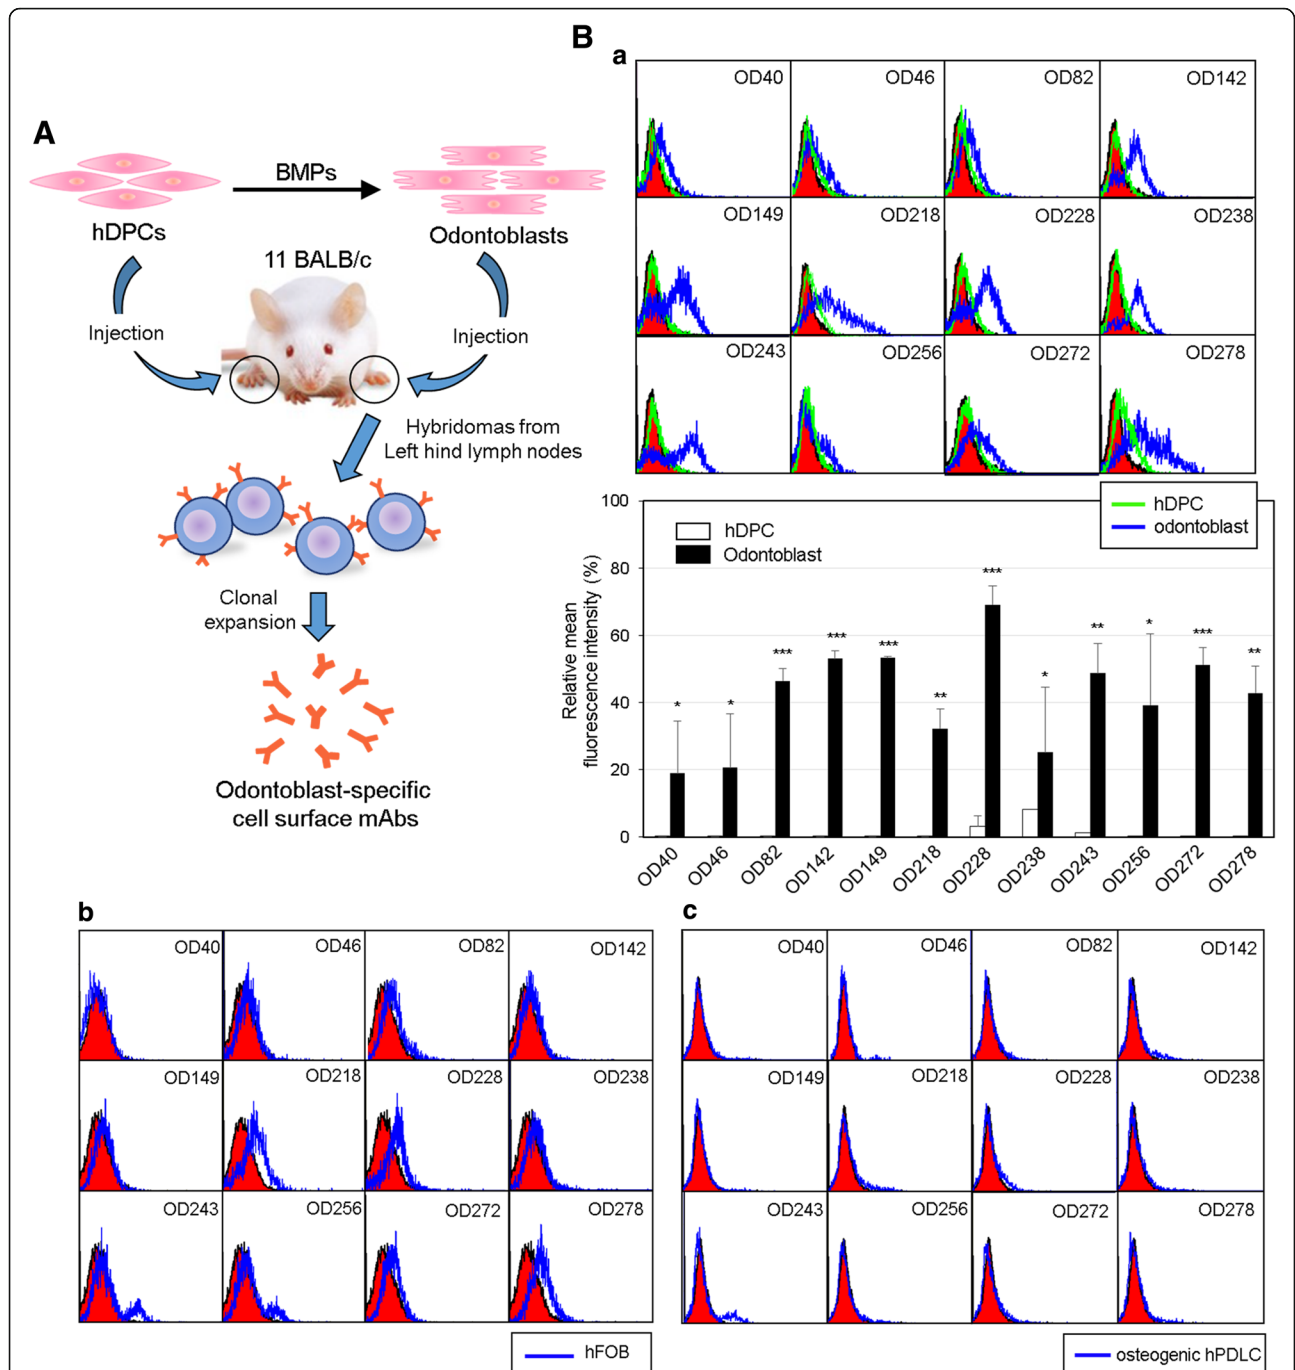 A
BMPs
hDPCs
Odontoblasts
11 BALB/c
Injection
Injection
Hybridomas from
Left hind lymph nodes
Clonal
expansion
Odontoblast-specific
cell surface mAbs
B
a
OD40
OD46
OD82
OD142
OD149
OD218
OD228
OD238
OD243
OD256
OD272
OD278
hDPC
odontoblast
Relative mean
fluorescence intensity (%)
100
80
60
40
20
0
hDPC
Odontoblast
*
*
***
***
***
**
***
*
**
*
***
**
OD40
OD46
OD82
OD142
OD149
OD218
OD228
OD238
OD243
OD256
OD272
OD278
b
OD40
OD46
OD82
OD142
OD149
OD218
OD228
OD238
OD243
OD256
OD272
OD278
hFOB
c
OD40
OD46
OD82
OD142
OD149
OD218
OD228
OD238
OD243
OD256
OD272
OD278
osteogenic hPDLC